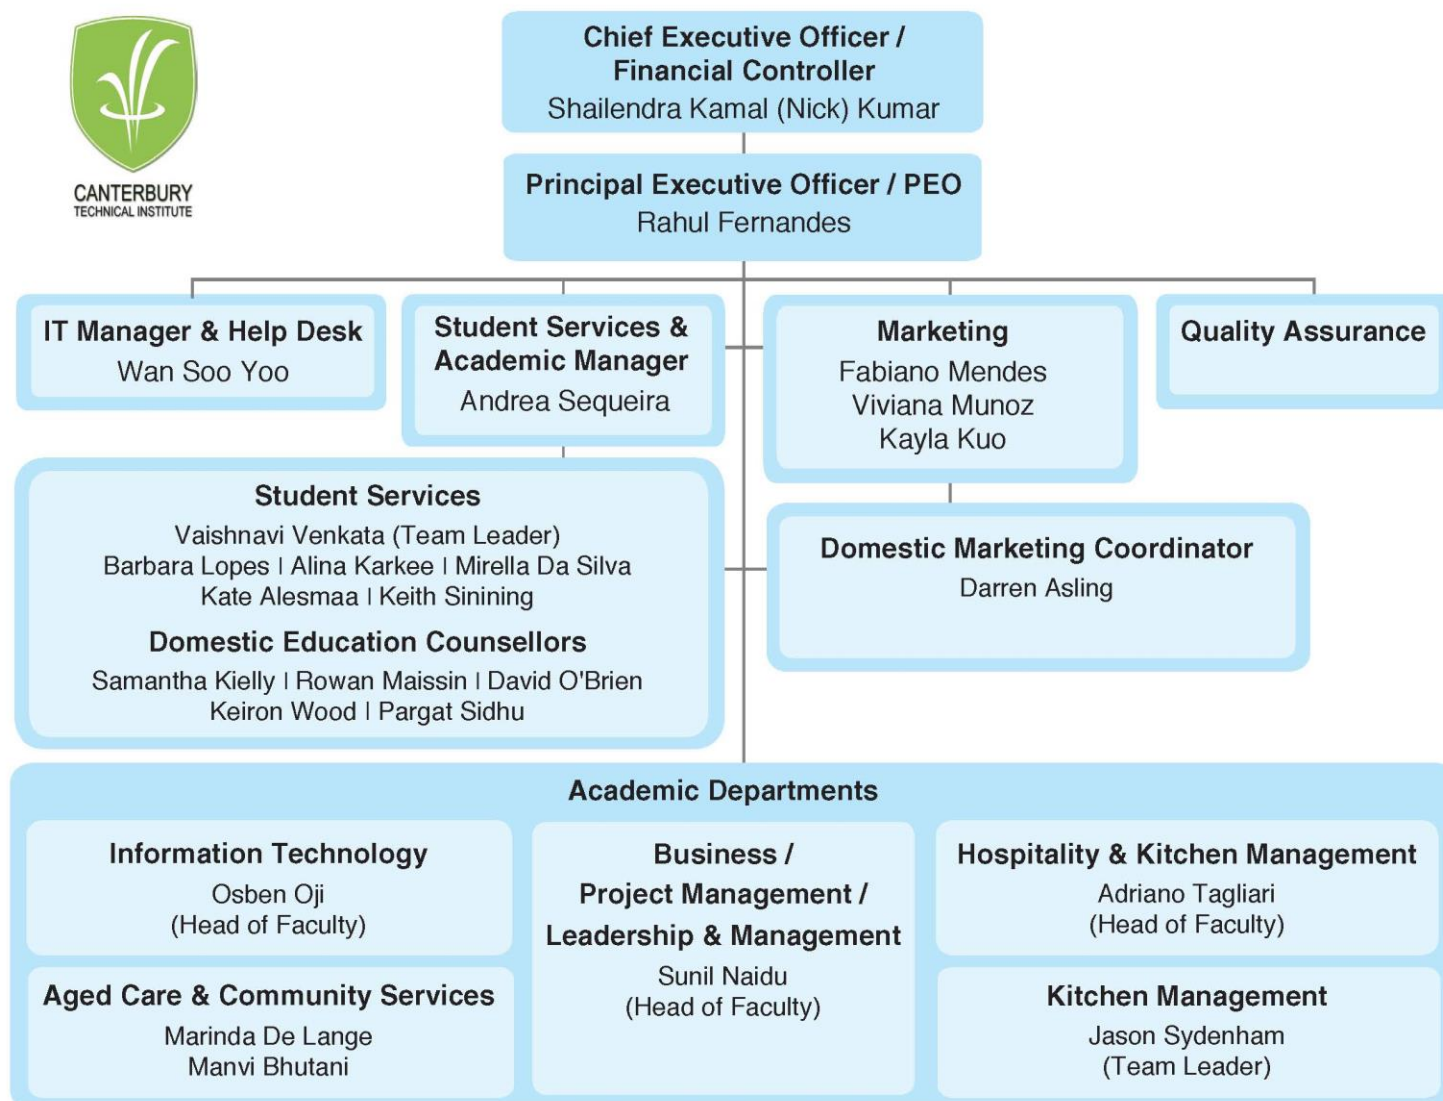 CANTERBURY
TECHNICAL INSTITUTE
Chief Executive Officer /
Financial Controller
Shailendra Kamal (Nick) Kumar
Principal Executive Officer / PEO
Rahul Fernandes
IT Manager & Help Desk
Wan Soo Yoo
Student Services &
Academic Manager
Andrea Sequeira
Marketing
Fabiano Mendes
Viviana Munoz
Kayla Kuo
Quality Assurance
Student Services
Vaishnavi Venkata (Team Leader)
Barbara Lopes | Alina Karkee | Mirella Da Silva
Kate Alesmaa | Keith Sinining
Domestic Education Counsellors
Samantha Kielly | Rowan Maissin | David O'Brien
Keiron Wood | Pargat Sidhu
Domestic Marketing Coordinator
Darren Asling
Academic Departments
Information Technology
Osben Oji
(Head of Faculty)
Aged Care & Community Services
Marinda De Lange
Manvi Bhutani
Business /
Project Management /
Leadership & Management
Sunil Naidu
(Head of Faculty)
Hospitality & Kitchen Management
Adriano Tagliari
(Head of Faculty)
Kitchen Management
Jason Sydenham
(Team Leader)